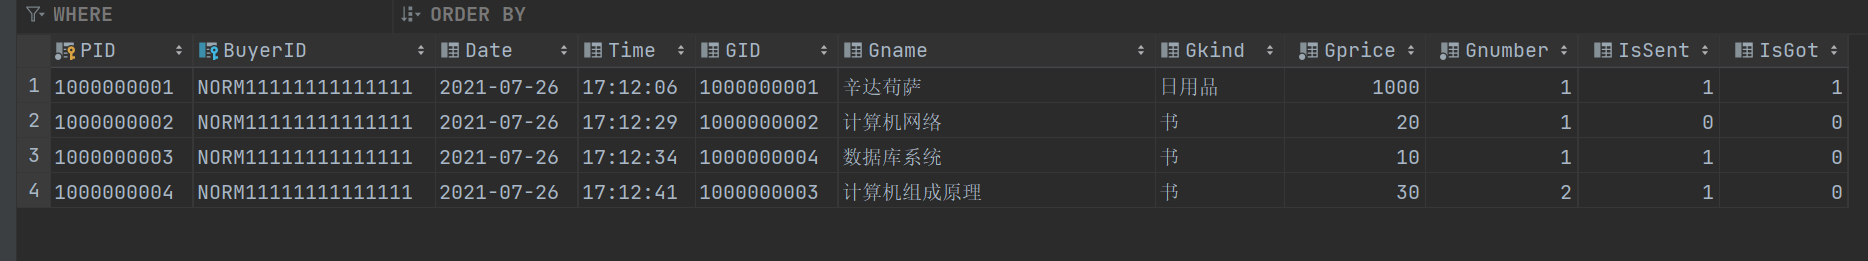 WHERE ORDER BY
PID BuyerID Date Time GID Gname Gkind Gprice Gnumber IsSent IsGot
1 1000000001 NORM11111111111111 2021-07-26 17:12:06 1000000001 辛达苟萨 日用品 1000 1 1 1
2 1000000002 NORM11111111111111 2021-07-26 17:12:29 1000000002 计算机网络 书 20 1 0 0
3 1000000003 NORM11111111111111 2021-07-26 17:12:34 1000000004 数据库系统 书 10 1 1 0
4 1000000004 NORM11111111111111 2021-07-26 17:12:41 1000000003 计算机组成原理 书 30 2 1 0